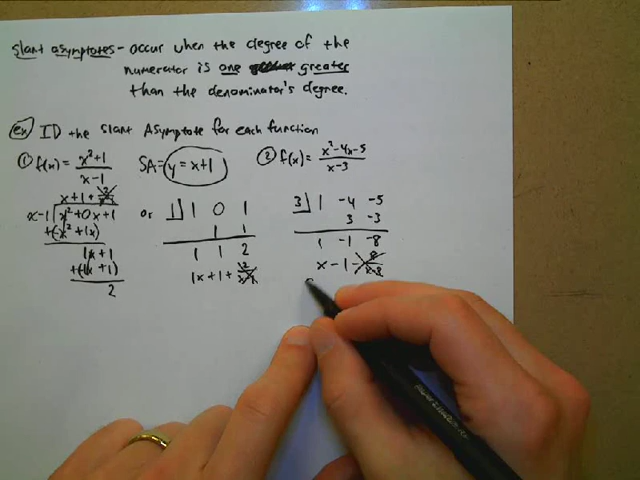 slant asymptotes - occur when the degree of the
numerator is one greater
than the denominator's degree.
ex) ID the Slant Asymptote for each function
① f(x) = x²+1 / x-1 SA= y = x+1 ② f(x) = x²-4x-5 / x-3
x+1+
x-1 x²+0x+1 or 1 1 0 1 3 1 -4 -5
+(-x²+1x) 1 1 3 -3
1x+1 1 1 2 1 -1 -8
+(-1x+1) 1x+1+ x-1-
2